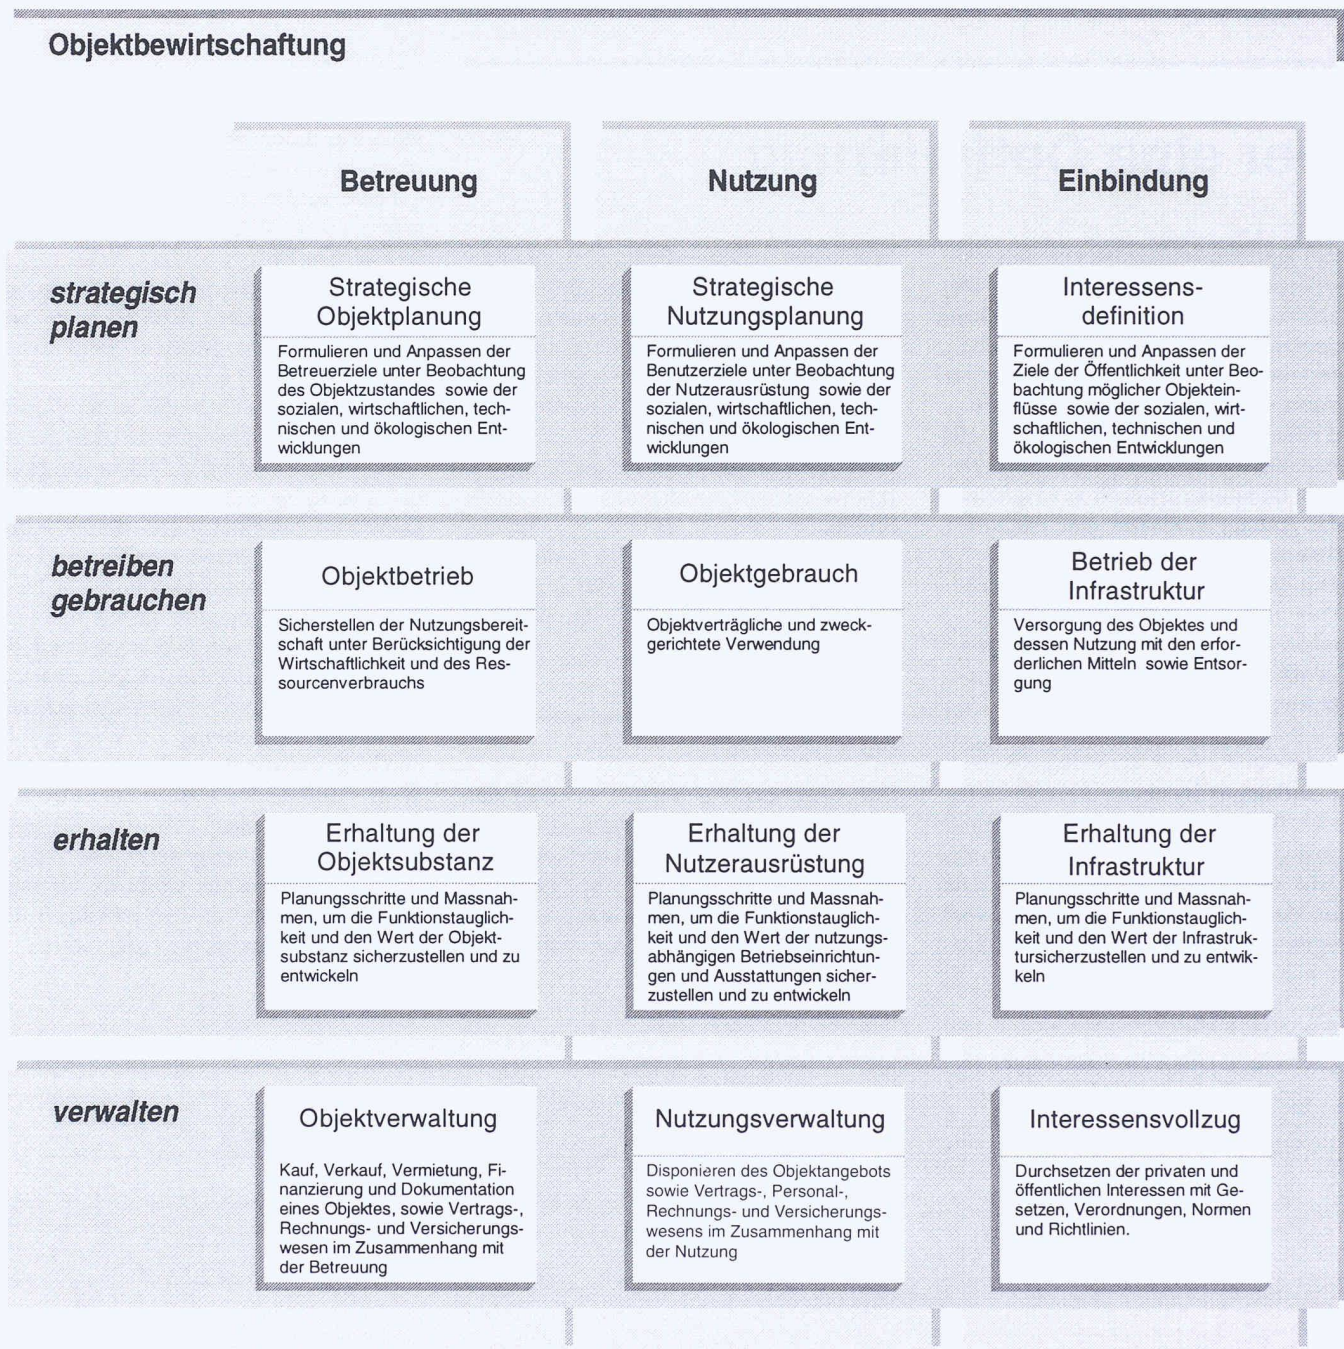 Objektbewirtschaftung
Betreuung
Nutzung
Einbindung
strategisch
planen
Strategische
Objektplanung
Formulieren und Anpassen der
Betreuerziele unter Beobachtung
des Objektzustandes sowie der
sozialen, wirtschaftlichen, tech-
nischen und ökologischen Ent-
wicklungen
Strategische
Nutzungsplanung
Formulieren und Anpassen der
Benutzerziele unter Beobachtung
der Nutzerausrüstung sowie der
sozialen, wirtschaftlichen, tech-
nischen und ökologischen Ent-
wicklungen
Interessens-
definition
Formulieren und Anpassen der
Ziele der Öffentlichkeit unter Beo-
bachtung möglicher Objektein-
flüsse sowie der sozialen, wirt-
schaftlichen, technischen und
ökologischen Entwicklungen
betreiben
gebrauchen
Objektbetrieb
Sicherstellen der Nutzungsbereit-
schaft unter Berücksichtigung der
Wirtschaftlichkeit und des Res-
sourcenverbrauchs
Objektgebrauch
Objektverträgliche und zweck-
gerichtete Verwendung
Betrieb der
Infrastruktur
Versorgung des Objektes und
dessen Nutzung mit den erfor-
derlichen Mitteln sowie Entsor-
gung
erhalten
Erhaltung der
Objektsubstanz
Planungsschritte und Massnah-
men, um die Funktionstauglich-
keit und den Wert der Objekt-
substanz sicherzustellen und zu
entwickeln
Erhaltung der
Nutzerausrüstung
Planungsschritte und Massnah-
men, um die Funktionstauglich-
keit und den Wert der nutzungs-
abhängigen Betriebseinrichtun-
gen und Ausstattungen sicher-
zustellen und zu entwickeln
Erhaltung der
Infrastruktur
Planungsschritte und Massnah-
men, um die Funktionstauglich-
keit und den Wert der Infrastruk-
tursicherzustellen und zu entwik-
keln
verwalten
Objektverwaltung
Kauf, Verkauf, Vermietung, Fi-
nanzierung und Dokumentation
eines Objektes, sowie Vertrags-,
Rechnungs- und Versicherungs-
wesen im Zusammenhang mit
der Betreuung
Nutzungsverwaltung
Disponieren des Objektangebots
sowie Vertrags-, Personal-,
Rechnungs- und Versicherungs-
wesens im Zusammenhang mit
der Nutzung
Interessensvollzug
Durchsetzen der privaten und
öffentlichen Interessen mit Ge-
setzen, Verordnungen, Normen
und Richtlinien.